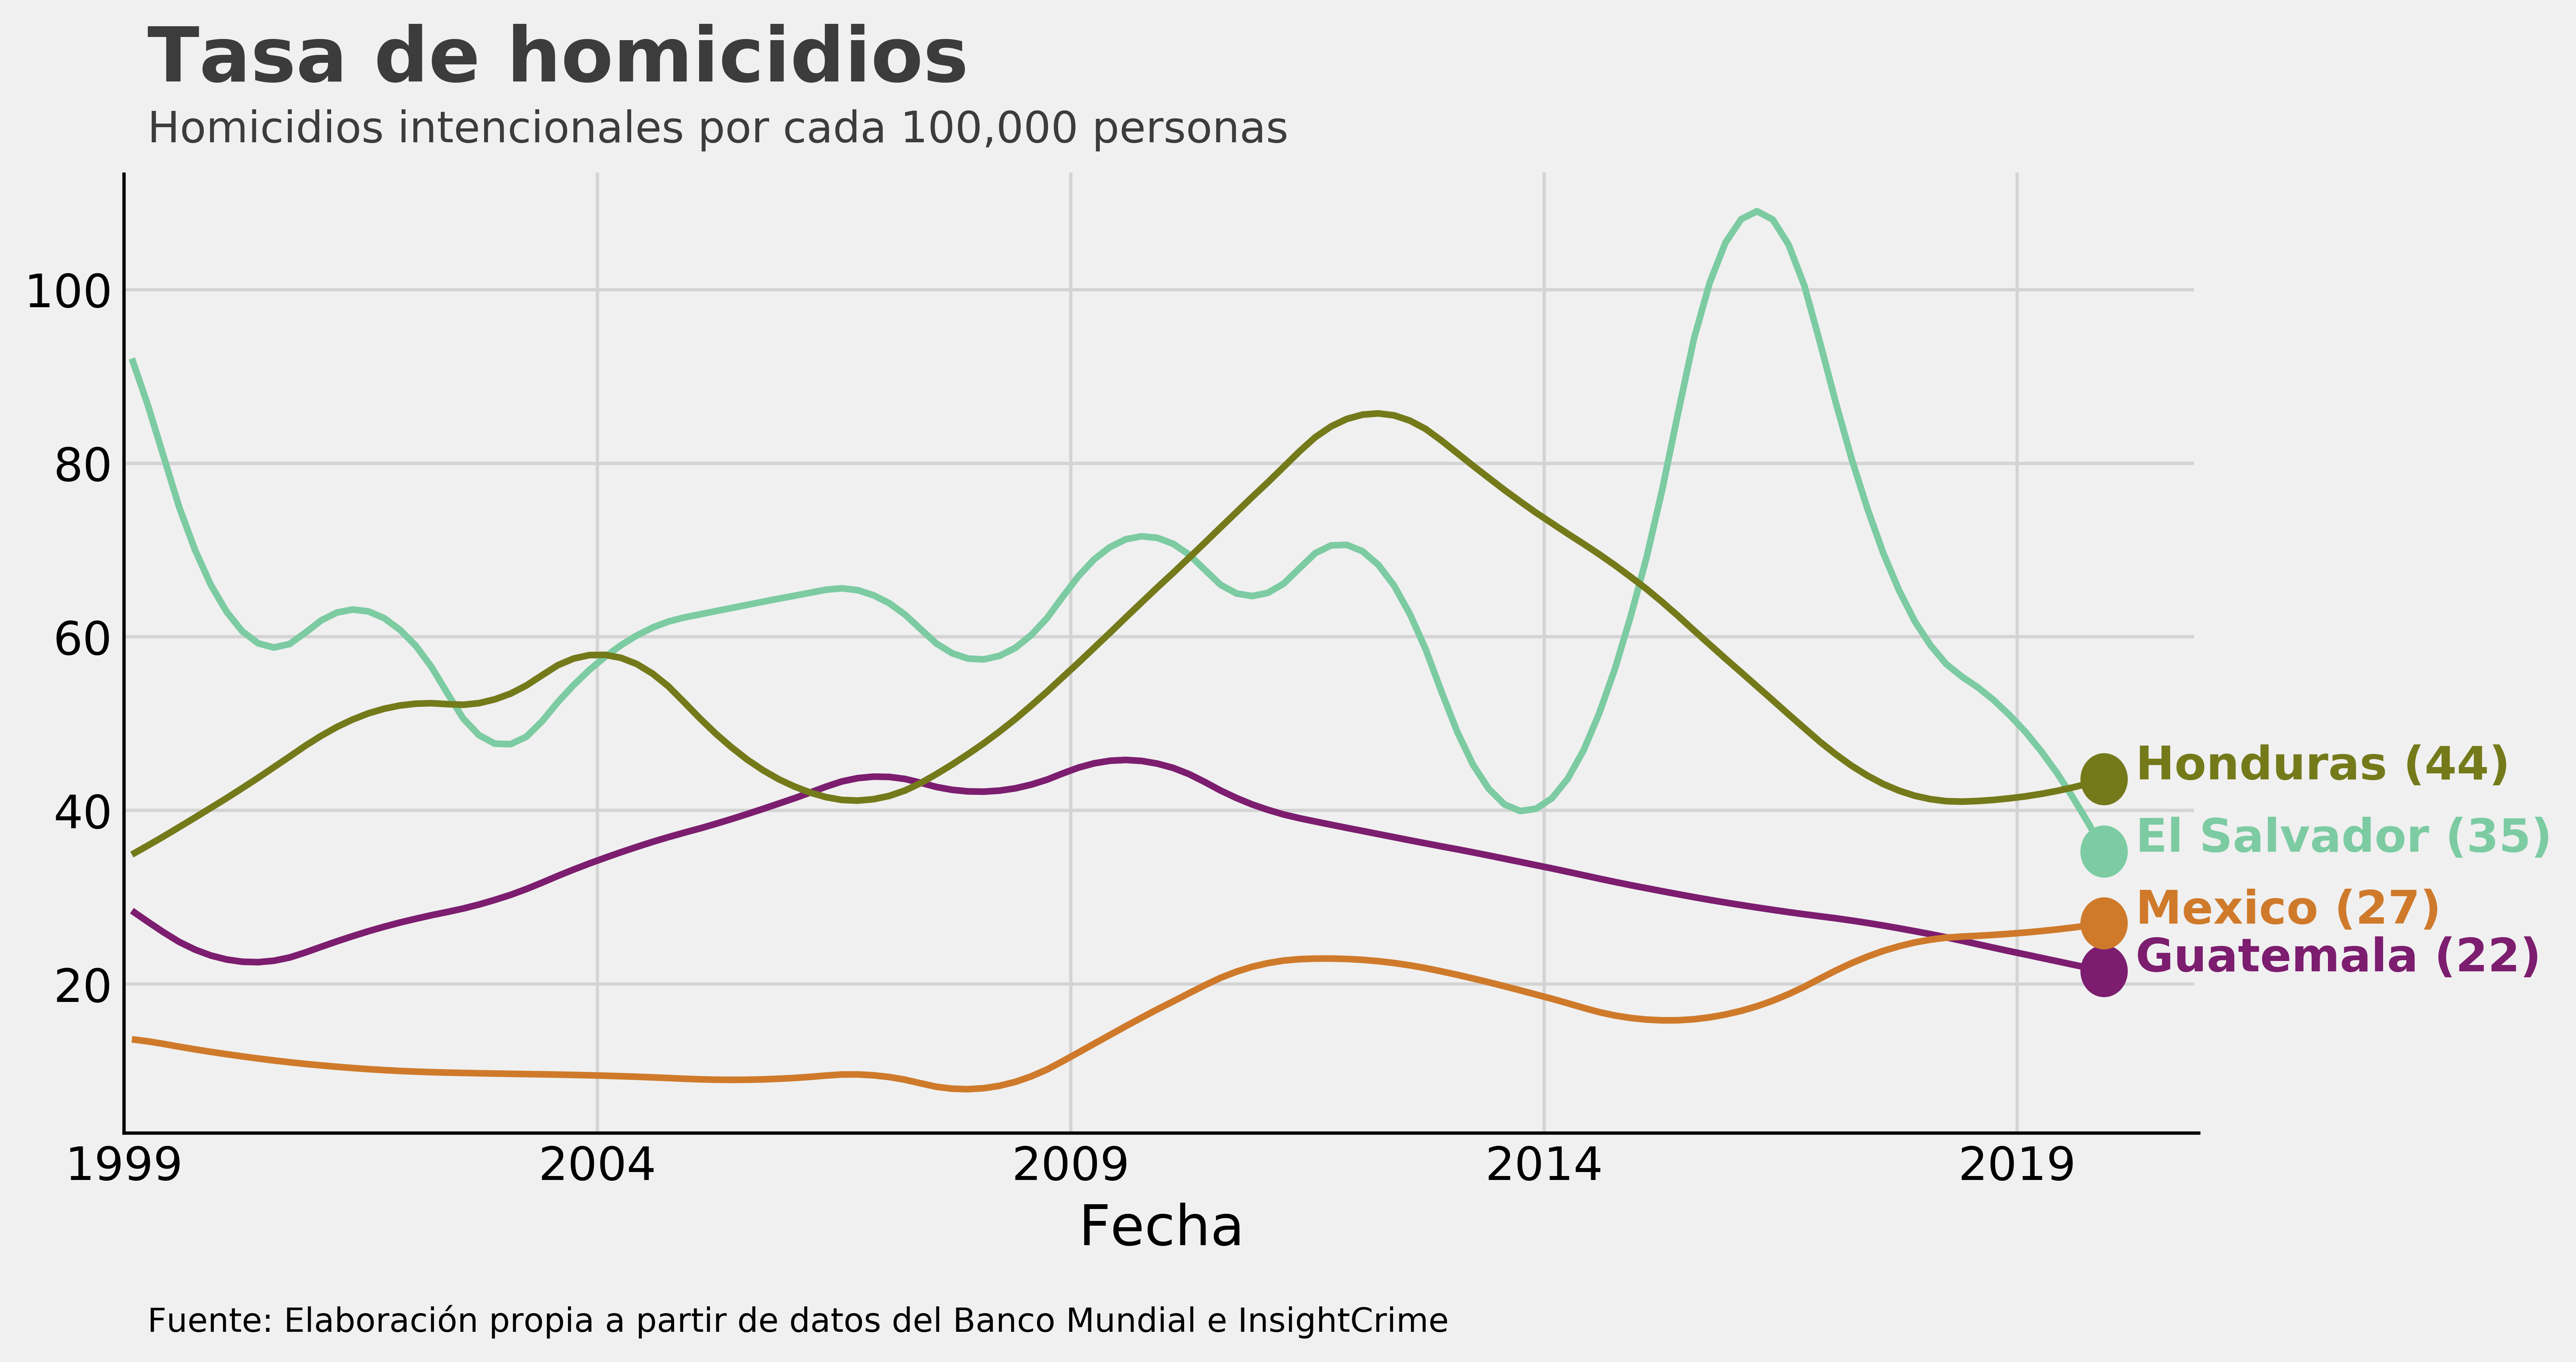 Tasa de homicidios
Homicidios intencionales por cada 100,000 personas
100
80
60
40
20
Honduras (44)
El Salvador (35)
Mexico (27)
Guatemala (22)
1999 2004 2009 2014 2019
Fecha
Fuente: Elaboración propia a partir de datos del Banco Mundial e InsightCrime